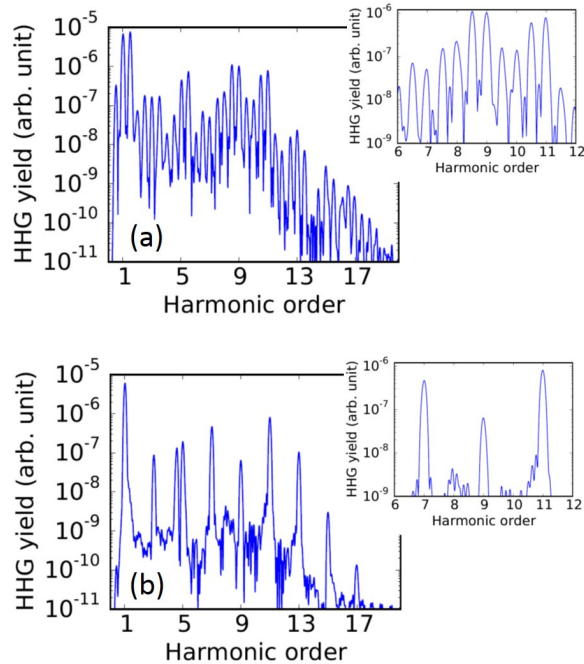 HHG yield (arb. unit)
10^-5
10^-6
10^-7
10^-8
10^-9
10^-10
10^-11
(a)
1 5 9 13 17
Harmonic order
HHG yield (arb. unit)
10^-6
10^-7
10^-8
10^-9
6 7 8 9 10 11 12
Harmonic order
HHG yield (arb. unit)
10^-5
10^-6
10^-7
10^-8
10^-9
10^-10
10^-11
(b)
1 5 9 13 17
Harmonic order
HHG yield (arb. unit)
10^-6
10^-7
10^-8
10^-9
6 7 8 9 10 11 12
Harmonic order